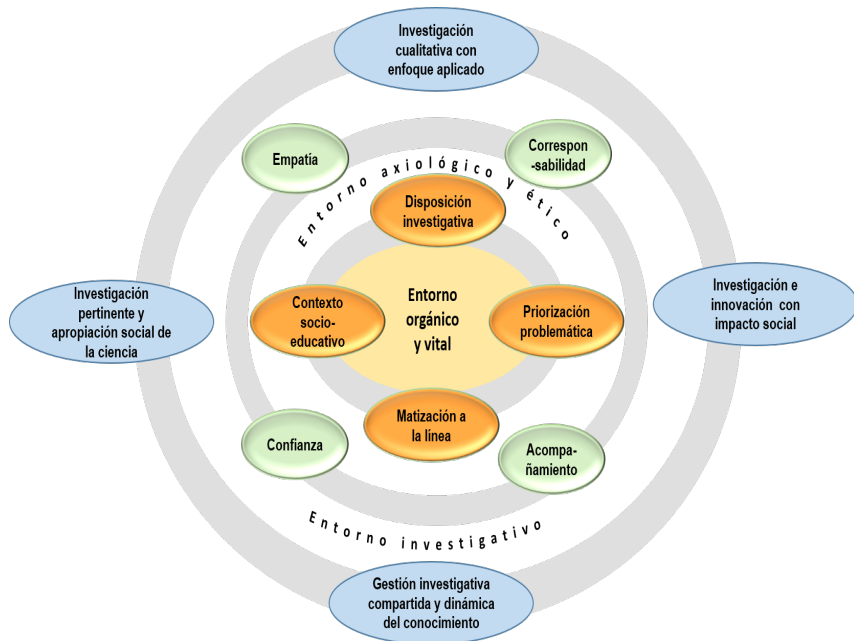 Investigación
cualitativa con
enfoque aplicado
Empatía
Correspon
-sabilidad
Entorno axiológico y ético
Disposición
investigativa
Investigación
pertinente y
apropiación social de
la ciencia
Contexto
socio-
educativo
Entorno
orgánico
y vital
Priorización
problemática
Investigación e
innovación con
impacto social
Matización a
la línea
Confianza
Acompa-
ñamiento
Entorno investigativo
Gestión investigativa
compartida y dinámica
del conocimiento